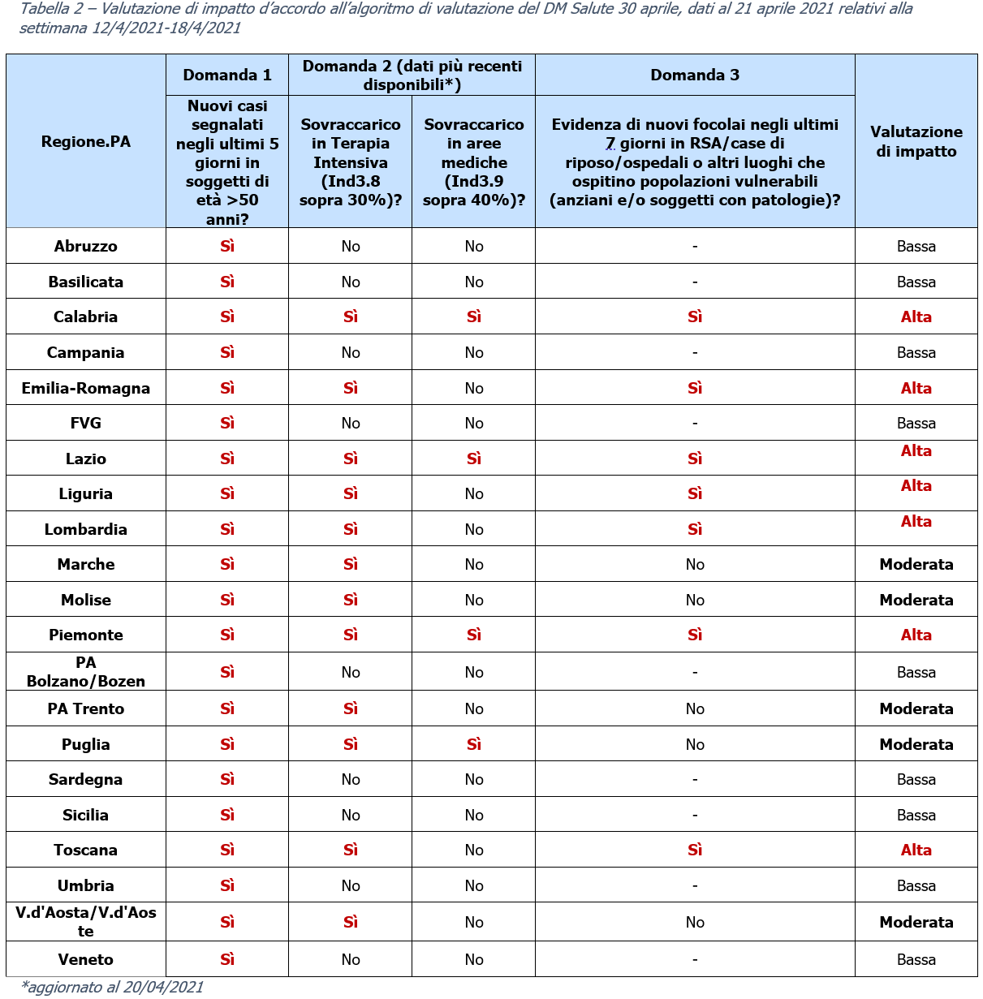 Tabella 2 – Valutazione di impatto d’accordo all’algoritmo di valutazione del DM Salute 30 aprile, dati al 21 aprile 2021 relativi alla
settimana 12/4/2021-18/4/2021
Regione.PA
Domanda 1
Domanda 2 (dati più recenti
disponibili*)
Domanda 3
Valutazione
di impatto
Nuovi casi
segnalati
negli ultimi 5
giorni in
soggetti di
età >50
anni?
Sovraccarico
in Terapia
Intensiva
(Ind3.8
sopra 30%)?
Sovraccarico
in aree
mediche
(Ind3.9
sopra 40%)?
Evidenza di nuovi focolai negli ultimi
7 giorni in RSA/case di
riposo/ospedali o altri luoghi che
ospitino popolazioni vulnerabili
(anziani e/o soggetti con patologie)?
Abruzzo Sì No No - Bassa
Basilicata Sì No No - Bassa
Calabria Sì Sì Sì Sì Alta
Campania Sì No No - Bassa
Emilia-Romagna Sì Sì No Sì Alta
FVG Sì No No - Bassa
Lazio Sì Sì Sì Sì Alta
Liguria Sì Sì No Sì Alta
Lombardia Sì Sì No Sì Alta
Marche Sì Sì No No Moderata
Molise Sì Sì No No Moderata
Piemonte Sì Sì Sì Sì Alta
PA
Bolzano/Bozen Sì No No - Bassa
PA Trento Sì Sì No No Moderata
Puglia Sì Sì Sì No Moderata
Sardegna Sì No No - Bassa
Sicilia Sì No No - Bassa
Toscana Sì Sì No Sì Alta
Umbria Sì No No - Bassa
V.d'Aosta/V.d'Aos
te Sì Sì No No Moderata
Veneto Sì No No - Bassa
*aggiornato al 20/04/2021